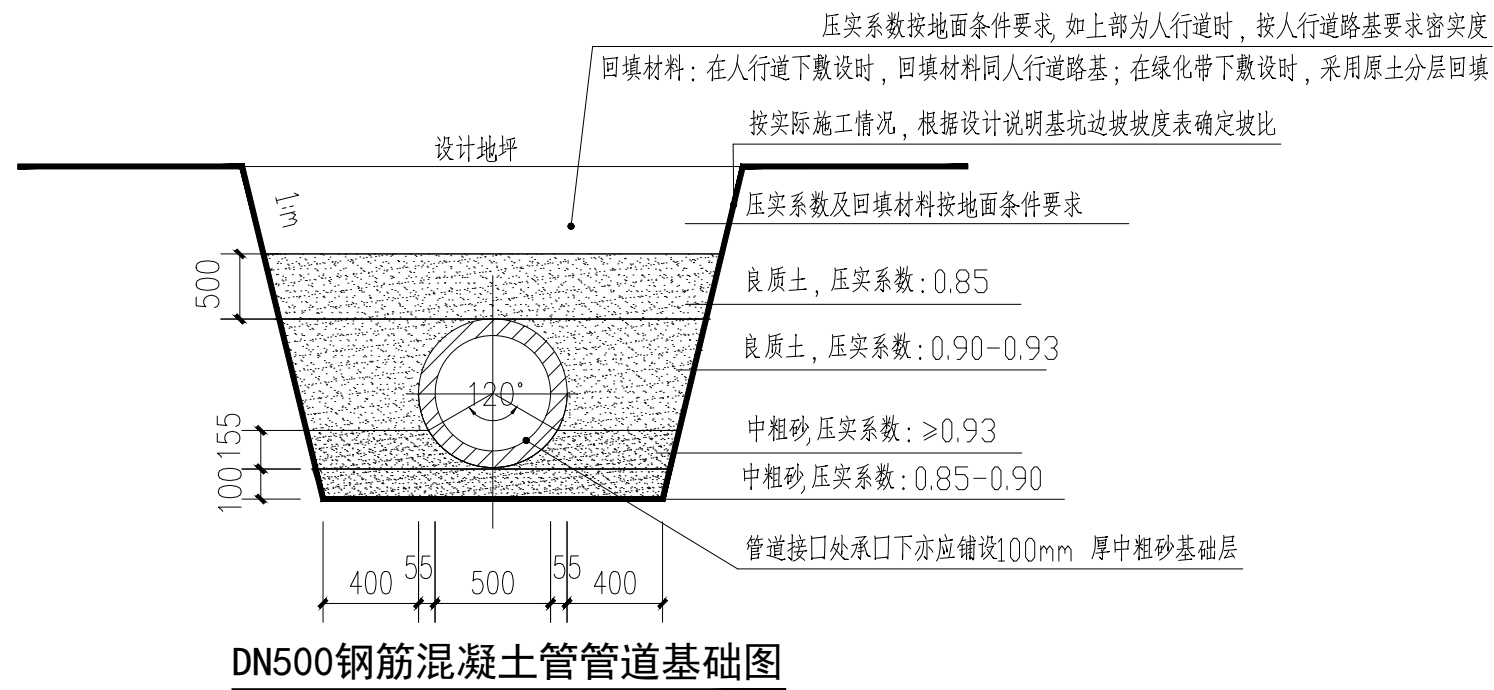 压实系数按地面条件要求,如上部为人行道时,按人行道路基要求密实度
回填材料:在人行道下敷设时,回填材料同人行道路基;在绿化带下敷设时,采用原土分层回填
按实际施工情况,根据设计说明基坑边坡坡度表确定坡比
设计地坪
1:m
压实系数及回填材料按地面条件要求
500
良质土,压实系数:0.85
良质土,压实系数:0.90-0.93
120°
155
中粗砂,压实系数:≥0.93
100
中粗砂,压实系数:0.85-0.90
管道接口处承口下亦应铺设100mm 厚中粗砂基础层
400 55 500 55 400
DN500钢筋混凝土管管道基础图